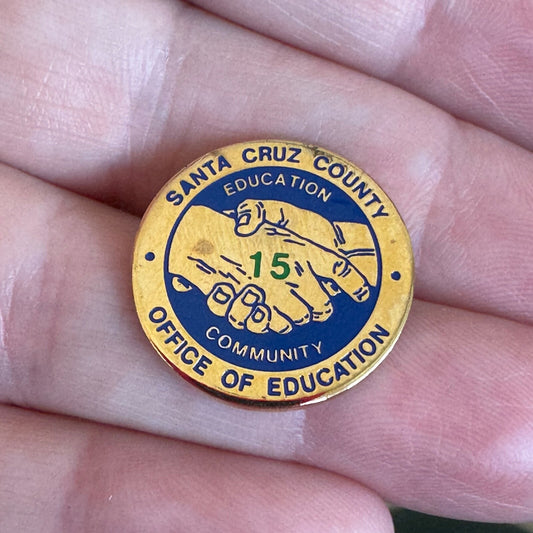 SANTA CRUZ COUNTY
EDUCATION
15
COMMUNITY
OFFICE OF EDUCATION